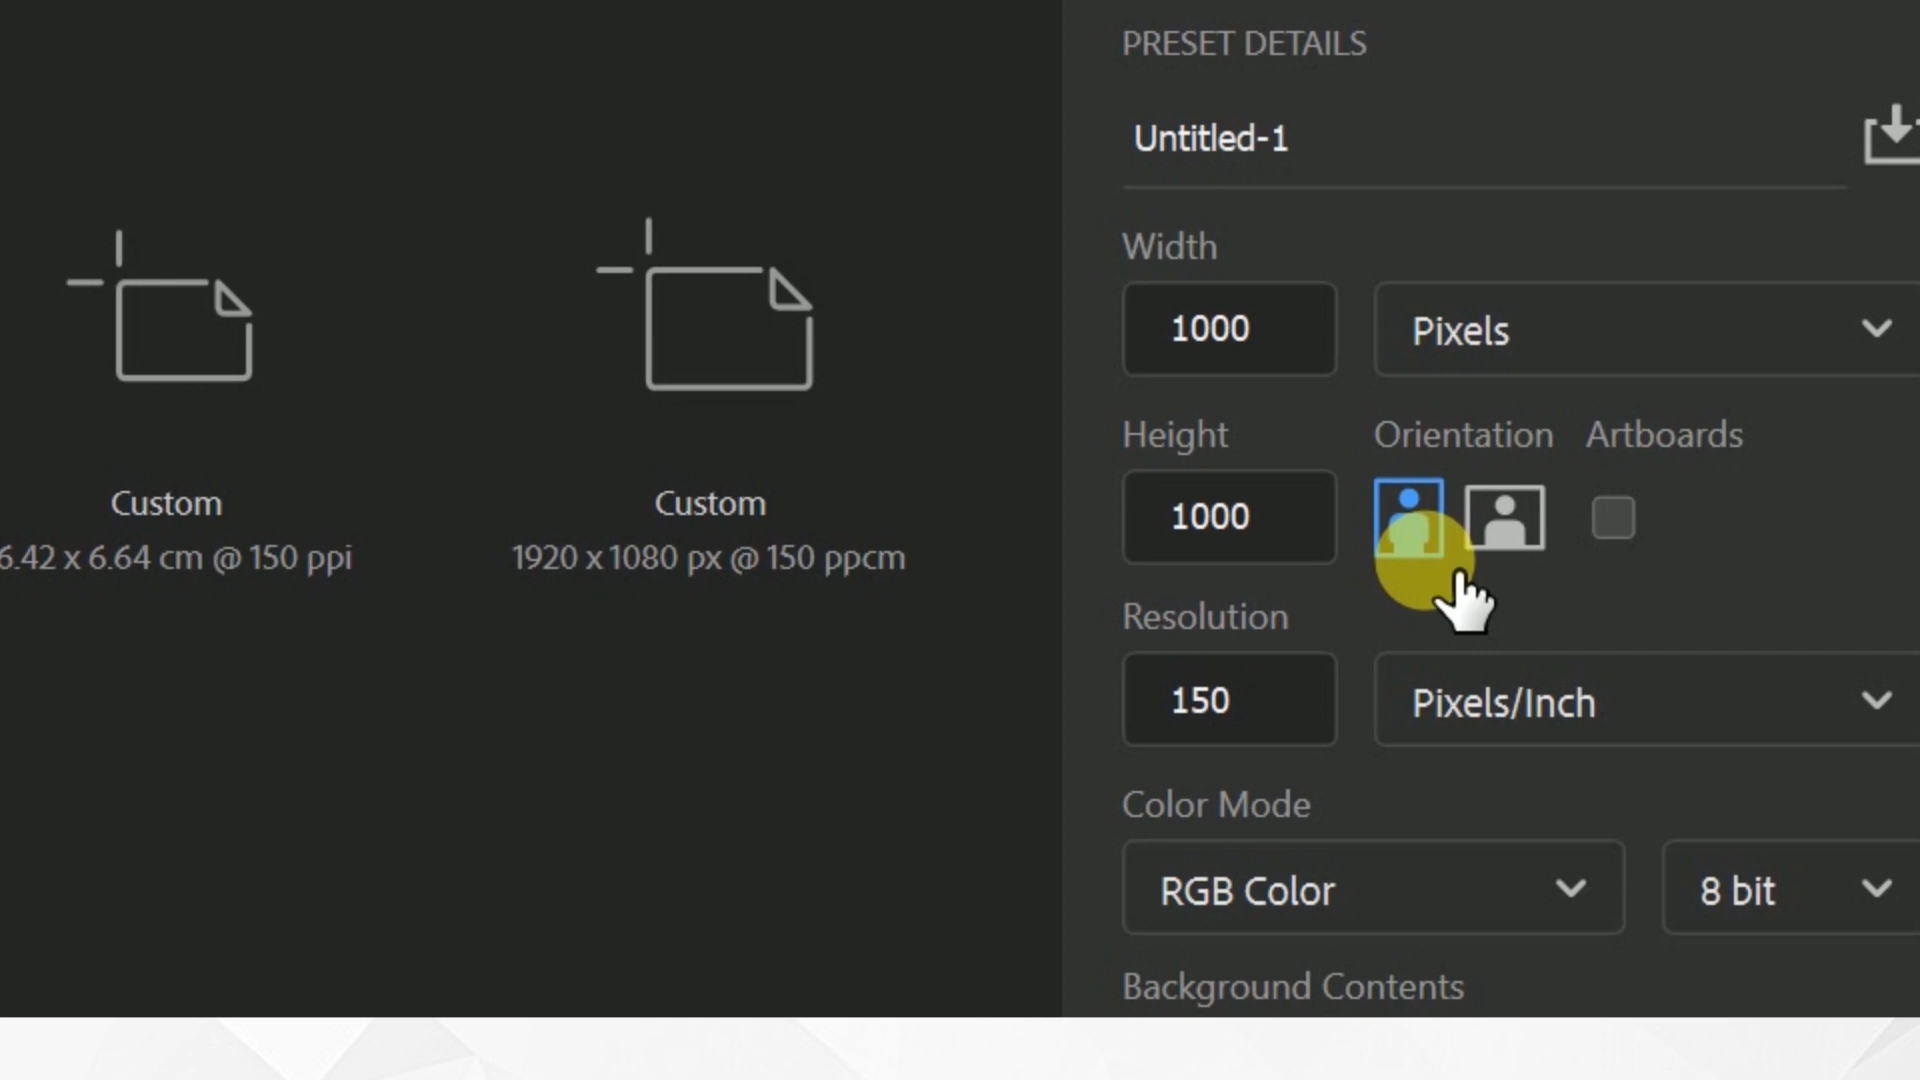 PRESET DETAILS
Untitled-1
Width
1000 Pixels
Height Orientation Artboards
1000
Resolution
150 Pixels/Inch
Color Mode
RGB Color 8 bit
Background Contents
Custom
6.42 x 6.64 cm @ 150 ppi
Custom
1920 x 1080 px @ 150 ppcm